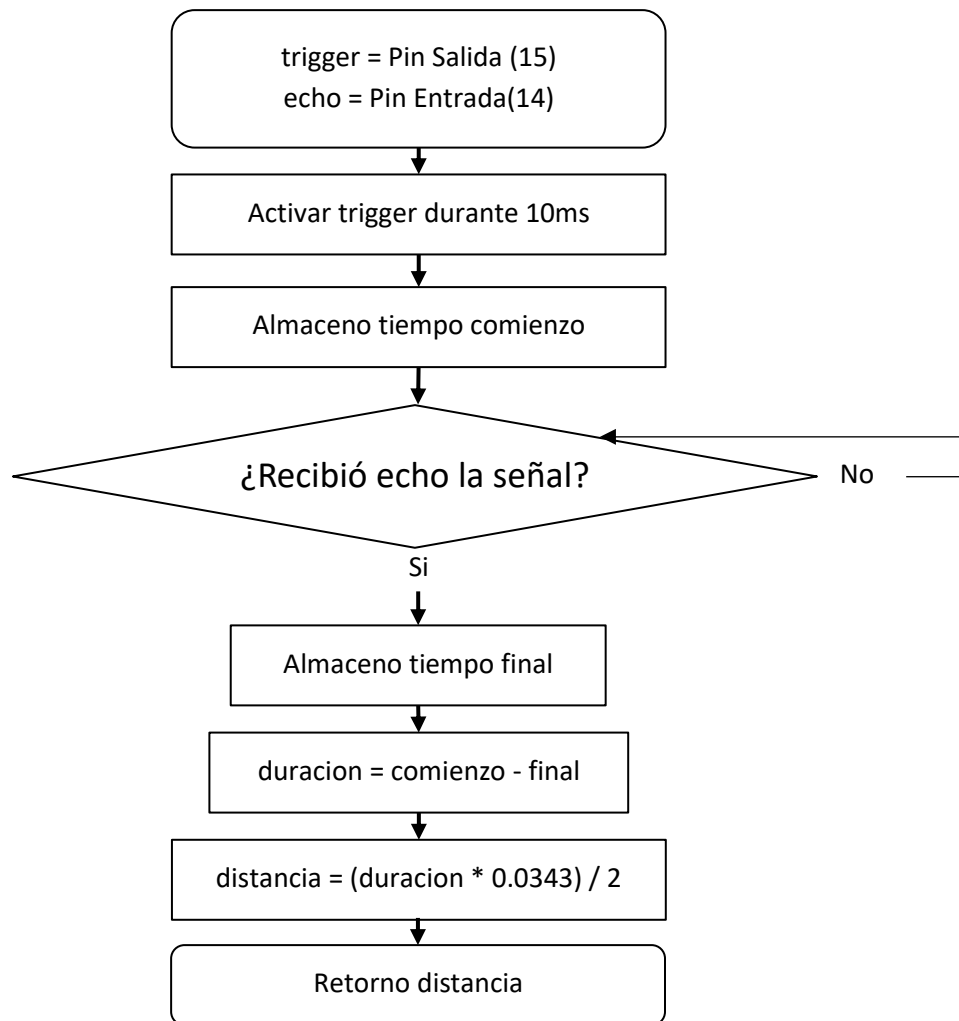 trigger = Pin Salida (15)
echo = Pin Entrada(14)
Activar trigger durante 10ms
Almaceno tiempo comienzo
¿Recibió echo la señal?
No
Si
Almaceno tiempo final
duracion = comienzo - final
distáncia = (duracion * 0.0343) / 2
Retorno distancia